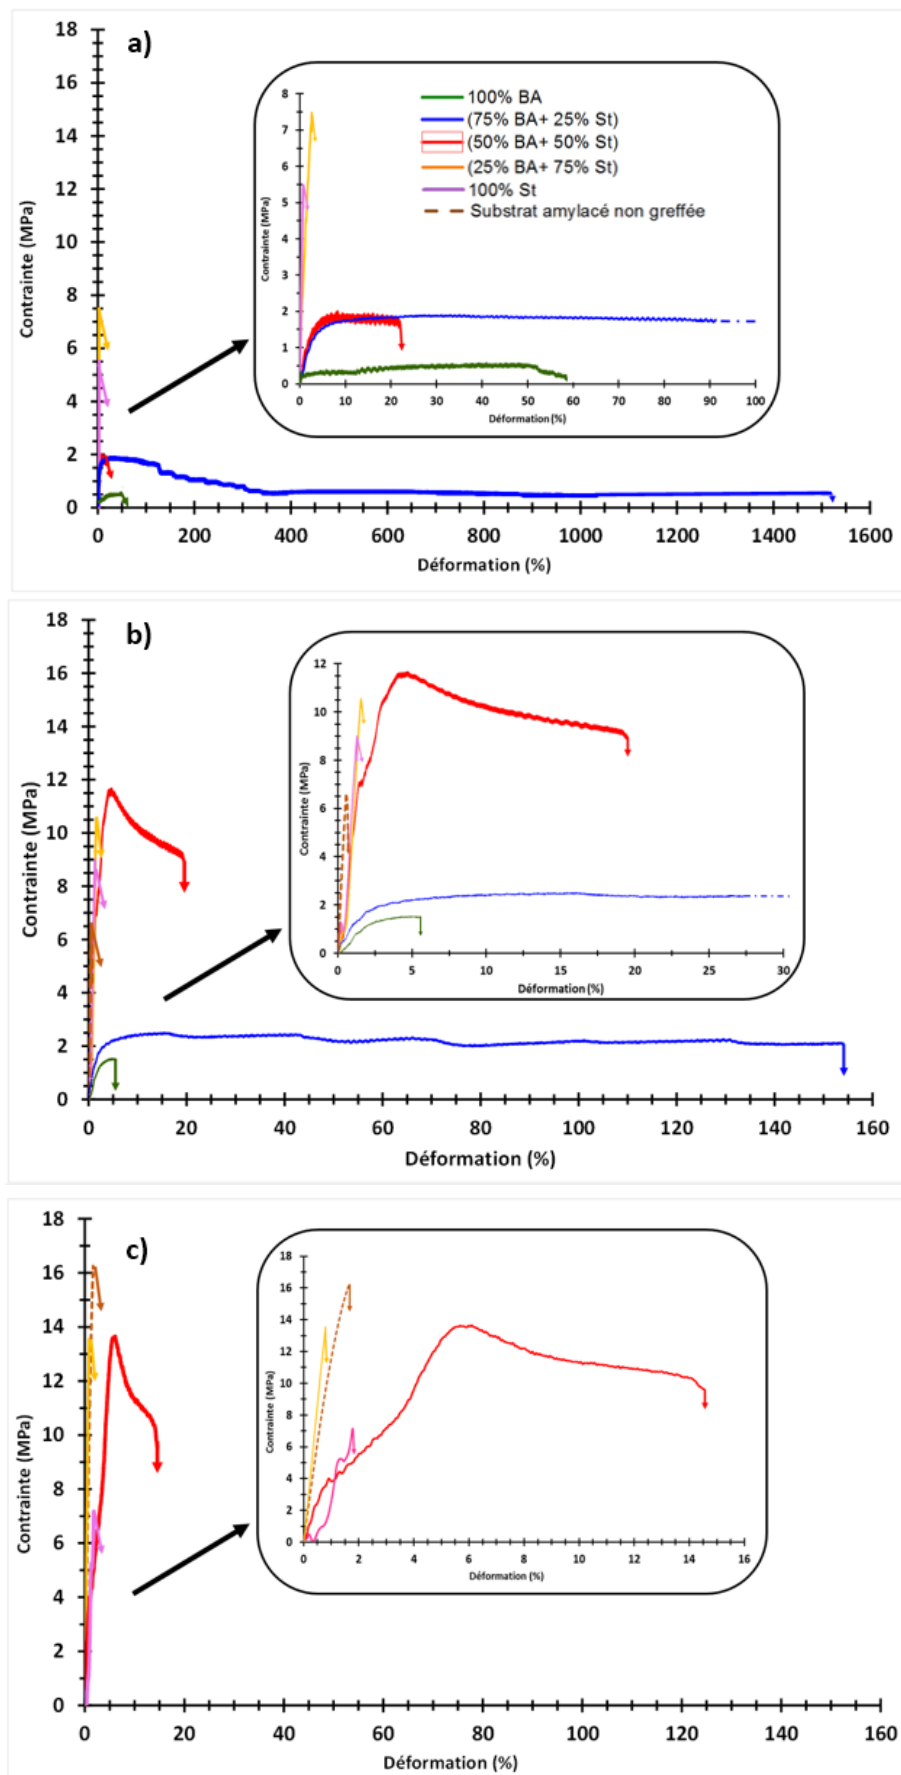 a)
18
16
14
12
10
8
6
4
2
0
Contrainte (MPa)
0 200 400 600 800 1000 1200 1400 1600
Déformation (%)
8
7
6
5
4
3
2
1
0
Contrainte (MPa)
0 10 20 30 40 50 60 70 80 90 100
Déformation (%)
100% BA
(75% BA+ 25% St)
(50% BA+ 50% St)
(25% BA+ 75% St)
100% St
Substrat amylacé non greffée
b)
18
16
14
12
10
8
6
4
2
0
Contrainte (MPa)
0 20 40 60 80 100 120 140 160
Déformation (%)
12
10
8
6
4
2
0
Contrainte (MPa)
0 5 10 15 20 25 30
Déformation (%)
c)
18
16
14
12
10
8
6
4
2
0
Contrainte (MPa)
0 20 40 60 80 100 120 140 160
Déformation (%)
18
16
14
12
10
8
6
4
2
0
Contrainte (MPa)
0 2 4 6 8 10 12 14 16
Déformation (%)